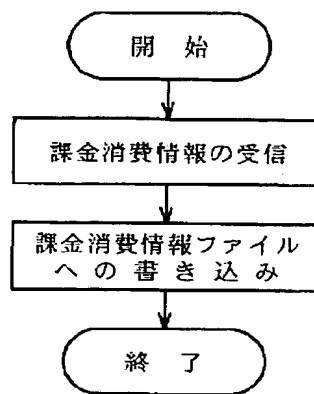 開始
課金消費情報の受信
課金消費情報ファイル
への書き込み
終了